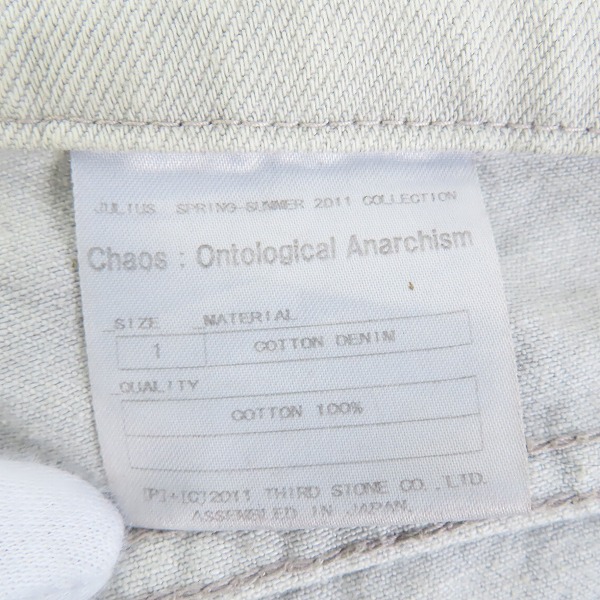 JULIUS SPRING-SUMMER 2011 COLLECTION
Chaos : Ontological Anarchism
SIZE MATERIAL
1 COTTON DENIM
QUALITY
COTTON 100%
[P]+[C]2011 THIRD STONE CO.,LTD.
ASSEMBLED IN JAPAN.